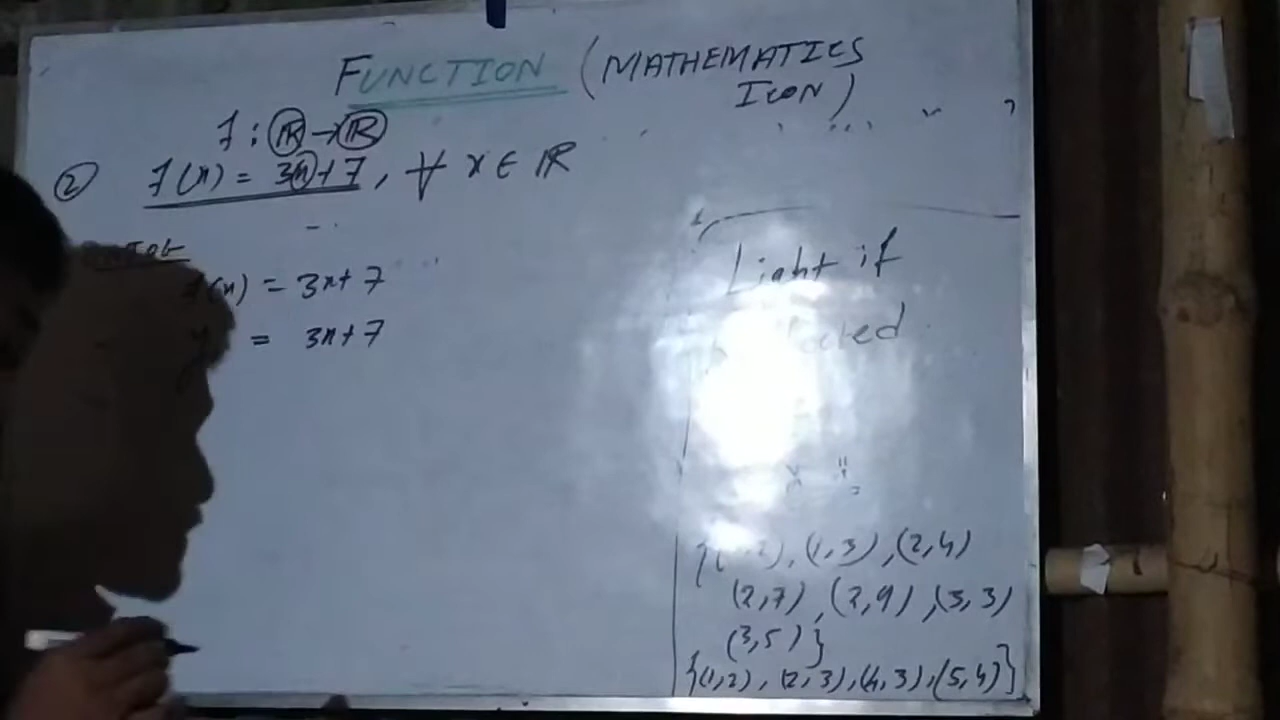 FUNCTION (MATHEMATICS
ICON)
f : ℝ → ℝ
② f(x) = 3x+7, ∀ x ∈ ℝ
f(x) = 3x+7
y = 3x+7
Light if
(1,3),(2,4)
(2,7),(2,9),(3,3)
(3,5)}
{(1,2),(2,3),(4,3),(5,4)}